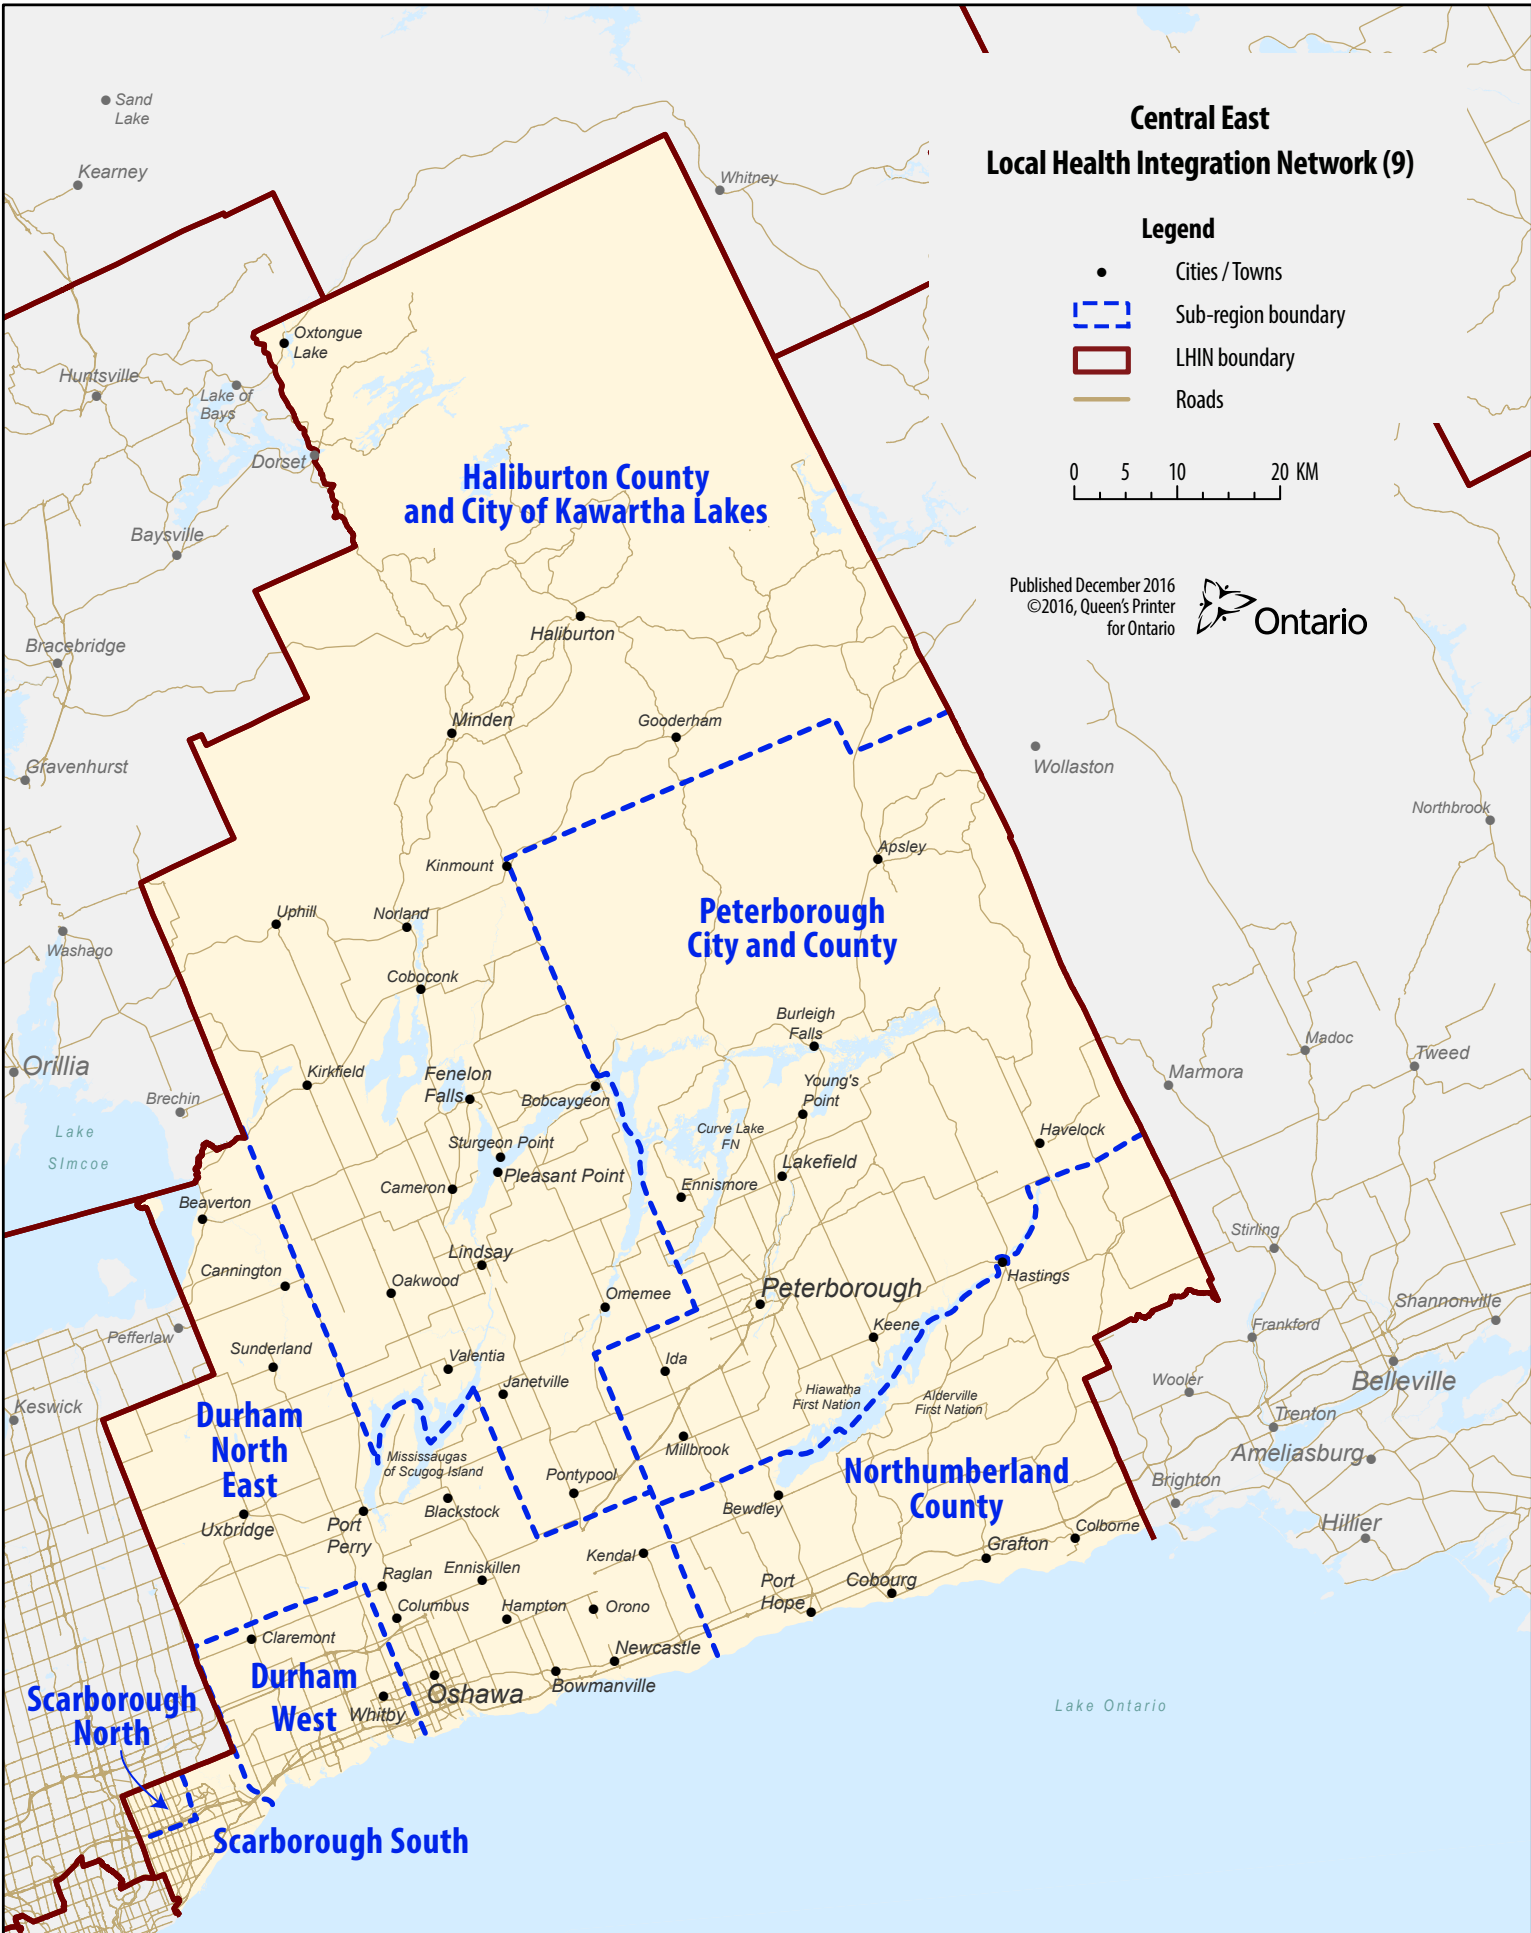 Central East
Local Health Integration Network (9)
Legend
Cities / Towns
Sub-region boundary
LHIN boundary
Roads
0 5 10 20 KM
Published December 2016
©2016, Queen's Printer
for Ontario
Ontario
Sand
Lake
Kearney
Whitney
Oxtongue
Lake
Huntsville
Lake of
Bays
Dorset
Haliburton County
and City of Kawartha Lakes
Baysville
Haliburton
Bracebridge
Minden
Gooderham
Gravenhurst
Wollaston
Northbrook
Kinmount
Apsley
Uphill
Norland
Peterborough
City and County
Washago
Coboconk
Burleigh
Falls
Madoc
Tweed
Orillia
Kirkfield
Fenelon
Falls
Bobcaygeon
Young's
Point
Marmora
Brechin
Lake
SImcoe
Sturgeon Point
Curve Lake
FN
Havelock
Pleasant Point
Lakefield
Cameron
Ennismore
Beaverton
Stirling
Lindsay
Cannington
Oakwood
Omemee
Peterborough
Hastings
Shannonville
Pefferlaw
Keene
Frankford
Sunderland
Valentia
Ida
Janetville
Hiawatha
First Nation
Alderville
First Nation
Wooler
Belleville
Keswick
Durham
North
East
Trenton
Millbrook
Ameliasburg
Mississaugas
of Scugog Island
Pontypool
Northumberland
County
Brighton
Blackstock
Bewdley
Uxbridge
Port
Perry
Hillier
Colborne
Grafton
Kendal
Enniskillen
Raglan
Port
Hope
Cobourg
Columbus
Hampton
Orono
Claremont
Newcastle
Durham
West
Oshawa
Bowmanville
Whitby
Scarborough
North
Lake Ontario
Scarborough South